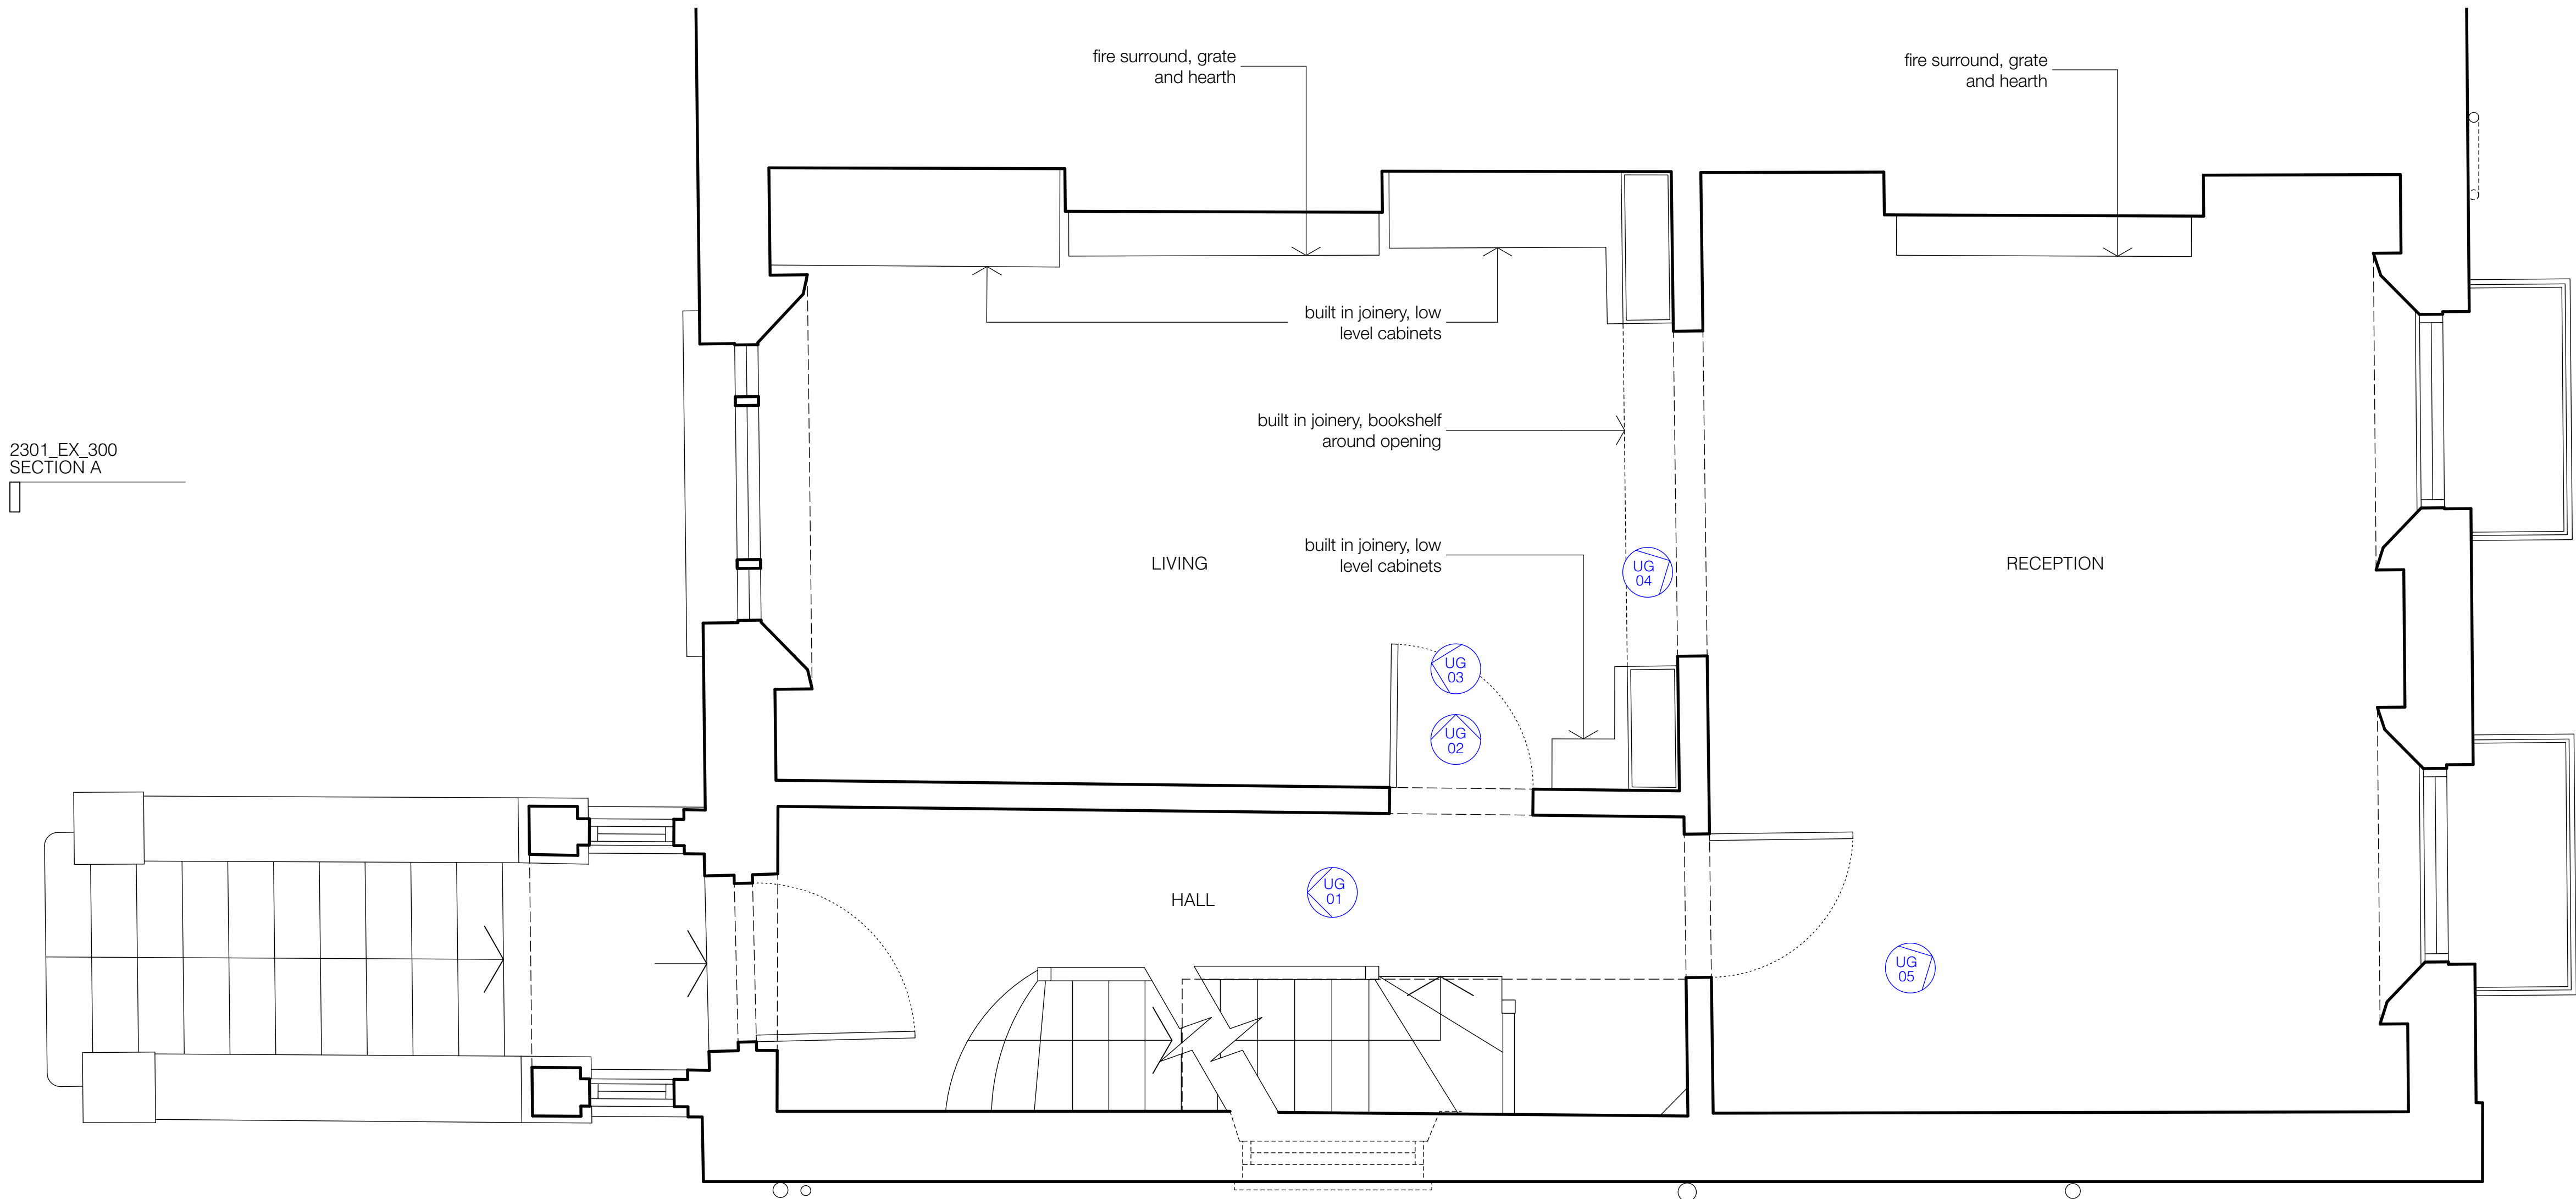 fire surround, grate
and hearth
fire surround, grate
and hearth
built in joinery, low
level cabinets
built in joinery, bookshelf
around opening
2301_EX_300
SECTION A
built in joinery, low
level cabinets
LIVING
RECEPTION
UG
04
UG
03
UG
02
HALL
UG
01
UG
05